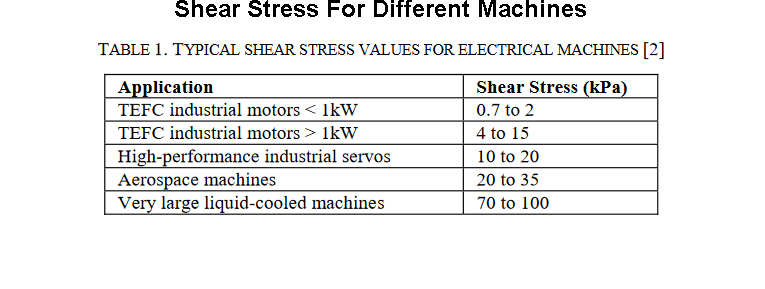 Shear Stress For Different Machines
TABLE 1. TYPICAL SHEAR STRESS VALUES FOR ELECTRICAL MACHINES [2]
Application Shear Stress (kPa)
TEFC industrial motors < 1kW 0.7 to 2
TEFC industrial motors > 1kW 4 to 15
High-performance industrial servos 10 to 20
Aerospace machines 20 to 35
Very large liquid-cooled machines 70 to 100